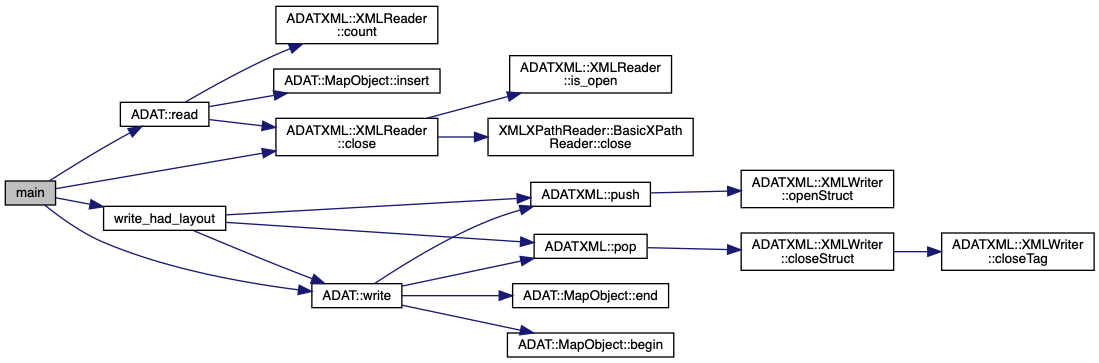 ADATXML::XMLReader
::count
ADAT::MapObject::insert
ADATXML::XMLReader
::is_open
ADAT::read
ADATXML::XMLReader
::close
XMLXPathReader::BasicXPath
Reader::close
main
write_had_layout
ADATXML::push
ADATXML::XMLWriter
::openStruct
ADATXML::pop
ADATXML::XMLWriter
::closeStruct
ADATXML::XMLWriter
::closeTag
ADAT::write
ADAT::MapObject::end
ADAT::MapObject::begin